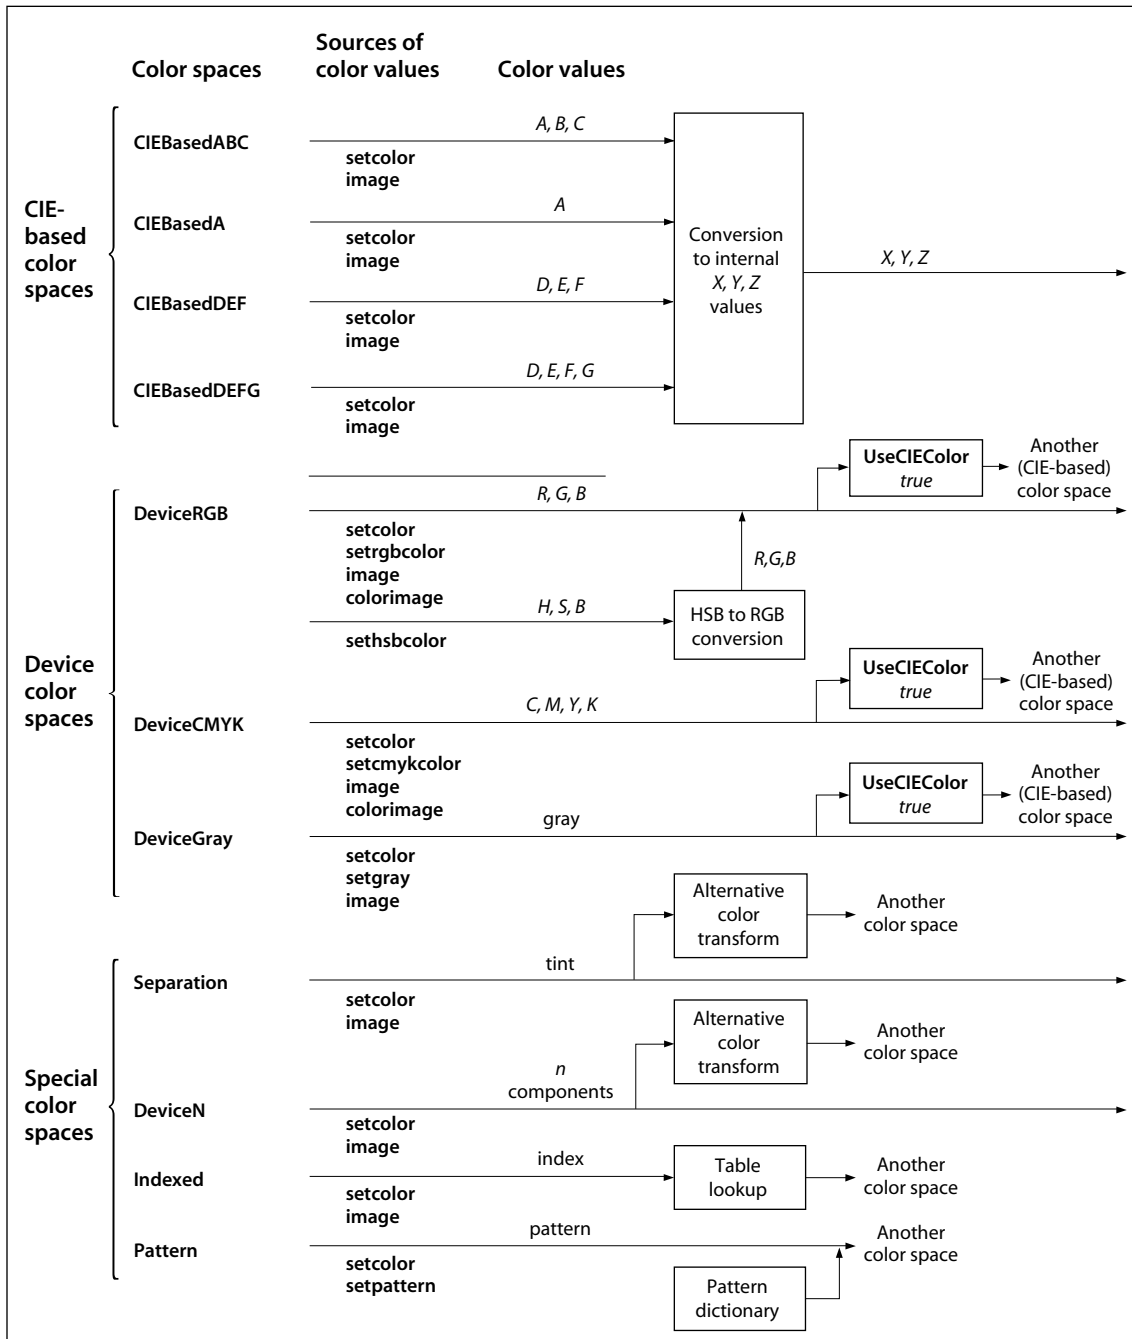 Color spaces
Sources of
color values
Color values
CIE-
based
color
spaces
CIEBasedABC
A, B, C
setcolor
image
CIEBasedA
A
setcolor
image
CIEBasedDEF
D, E, F
setcolor
image
CIEBasedDEFG
D, E, F, G
setcolor
image
Conversion
to internal
X, Y, Z
values
X, Y, Z
Device
color
spaces
DeviceRGB
R, G, B
setcolor
setrgbcolor
image
colorimage
UseCIEColor
true
Another
(CIE-based)
color space
R,G,B
H, S, B
sethsbcolor
HSB to RGB
conversion
DeviceCMYK
C, M, Y, K
setcolor
setcmykcolor
image
colorimage
UseCIEColor
true
Another
(CIE-based)
color space
DeviceGray
gray
setcolor
setgray
image
UseCIEColor
true
Another
(CIE-based)
color space
Special
color
spaces
Separation
tint
setcolor
image
Alternative
color
transform
Another
color space
DeviceN
n
components
setcolor
image
Alternative
color
transform
Another
color space
Indexed
index
setcolor
image
Table
lookup
Another
color space
Pattern
pattern
setcolor
setpattern
Pattern
dictionary
Another
color space